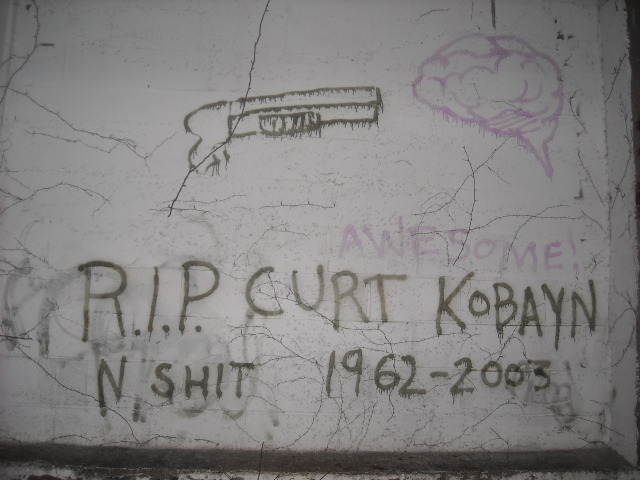 AWESOME!
R.I.P. CURT KOBAYN
N SHIT 1962-2003